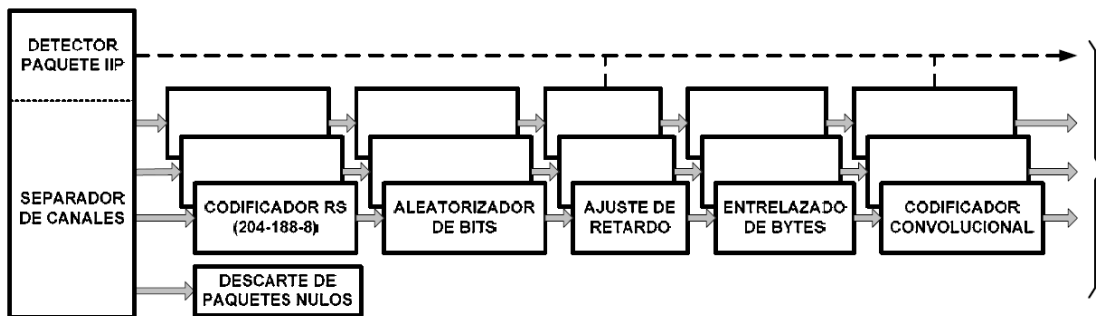 DETECTOR
PAQUETE IIP
SEPARADOR
DE CANALES
CODIFICADOR RS
(204-188-8)
ALEATORIZADOR
DE BITS
AJUSTE DE
RETARDO
ENTRELAZADO
DE BYTES
CODIFICADOR
CONVOLUCIONAL
DESCARTE DE
PAQUETES NULOS